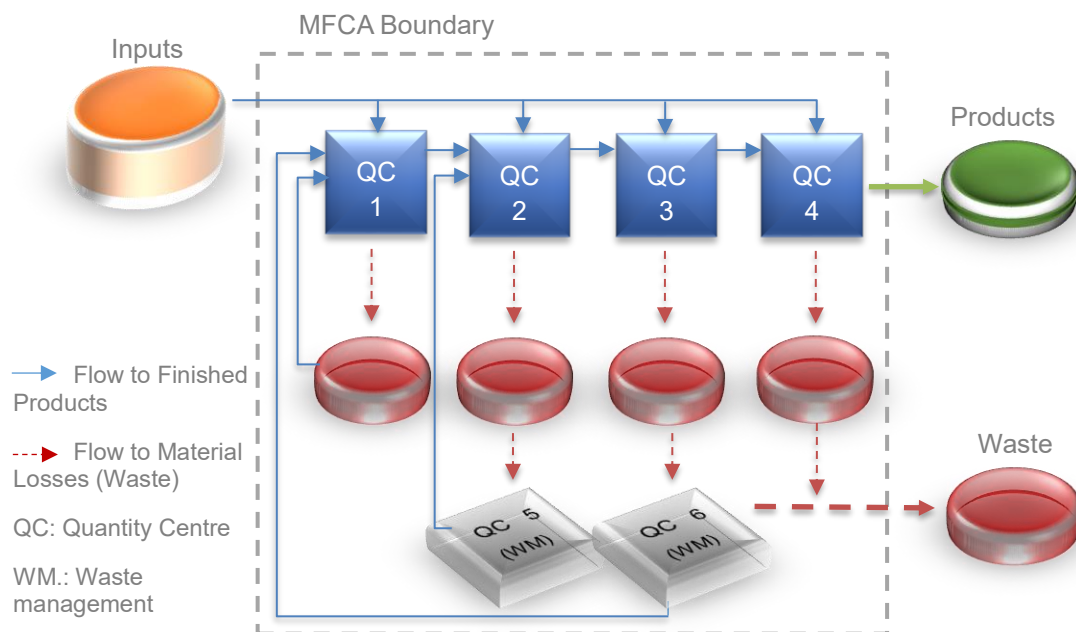 MFCA Boundary
Inputs
Products
QC
1
QC
2
QC
3
QC
4
Flow to Finished
Products
Flow to Material
Losses (Waste)
QC: Quantity Centre
WM.: Waste
management
QC 5
(WM)
QC 6
(WM)
Waste